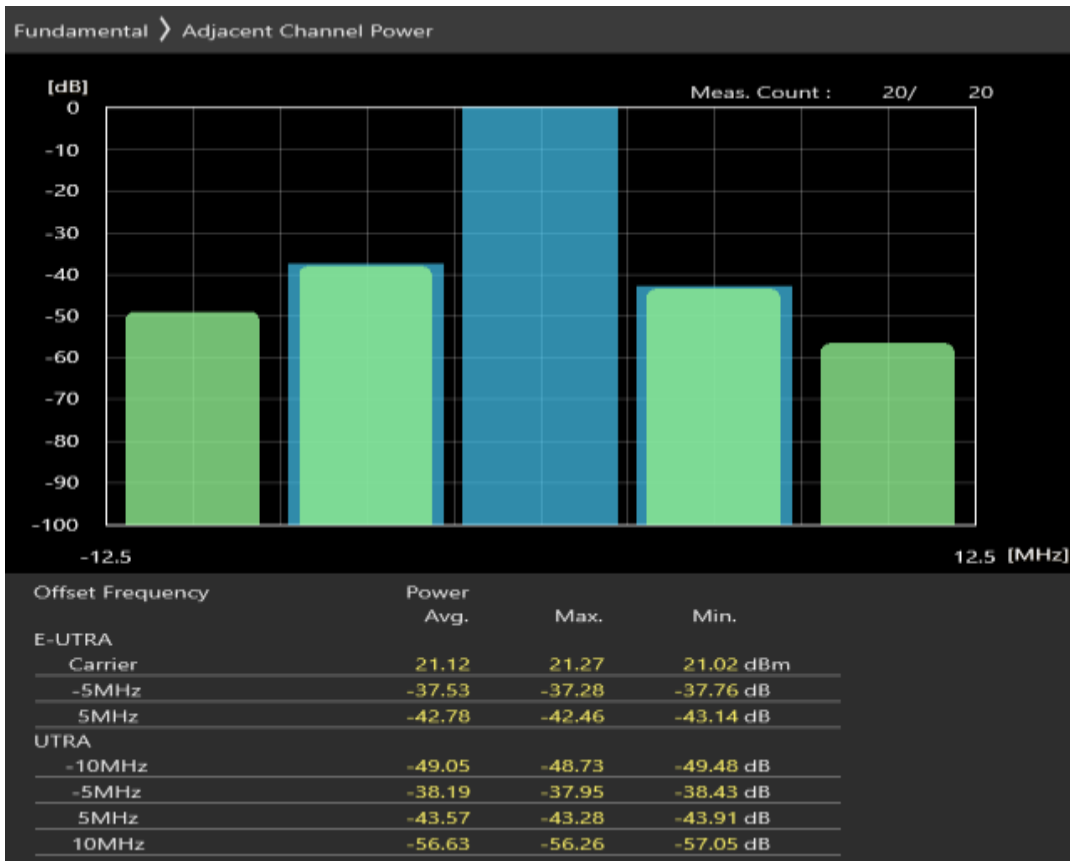 Fundamental 〉 Adjacent Channel Power
[dB]
Meas. Count : 20/ 20
0
-10
-20
-30
-40
-50
-60
-70
-80
-90
-100
-12.5 12.5 [MHz]
Offset Frequency Power
Avg. Max. Min.
E-UTRA
Carrier 21.12 21.27 21.02 dBm
-5MHz -37.53 -37.28 -37.76 dB
5MHz -42.78 -42.46 -43.14 dB
UTRA
-10MHz -49.05 -48.73 -49.48 dB
-5MHz -38.19 -37.95 -38.43 dB
5MHz -43.57 -43.28 -43.91 dB
10MHz -56.63 -56.26 -57.05 dB